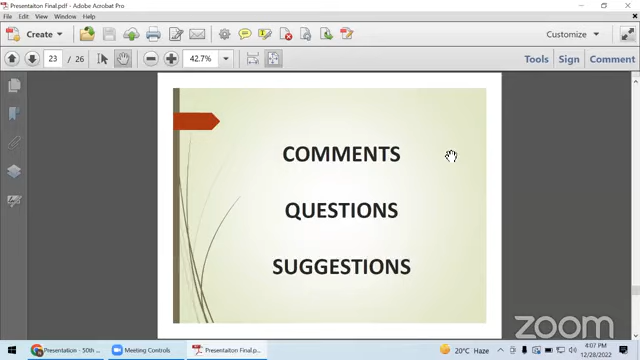 Presentaiton Final.pdf - Adobe Acrobat Pro
File Edit View Window Help
Create
Customize
23 / 26
42.7%
Tools Sign Comment
COMMENTS
QUESTIONS
SUGGESTIONS
zoom
Presentation - 50th ...
Meeting Controls
Presentaiton Final.p...
20°C Haze
4:07 PM
12/28/2022